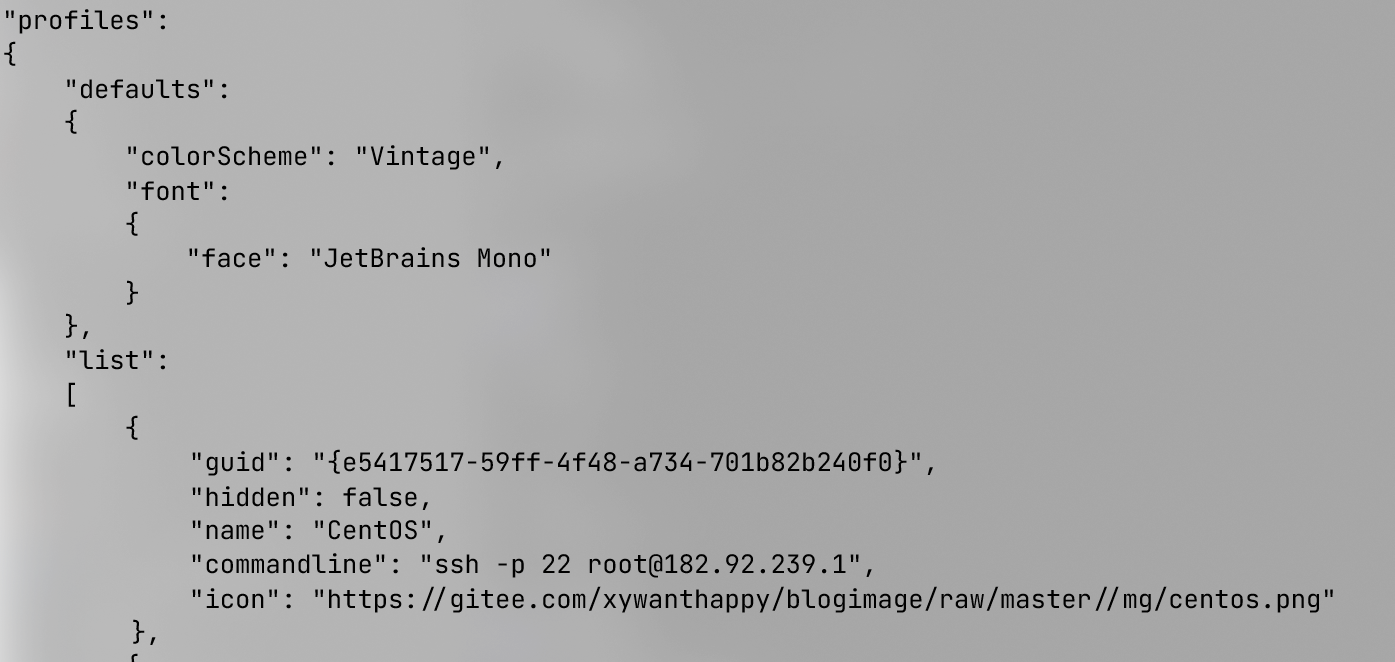 "profiles":
{
"defaults":
{
"colorScheme": "Vintage",
"font":
{
"face": "JetBrains Mono"
}
},
"list":
[
{
"guid": "{e5417517-59ff-4f48-a734-701b82b240f0}",
"hidden": false,
"name": "CentOS",
"commandline": "ssh -p 22 root@182.92.239.1",
"icon": "https://gitee.com/xywanthappy/blogimage/raw/master//mg/centos.png"
},
{